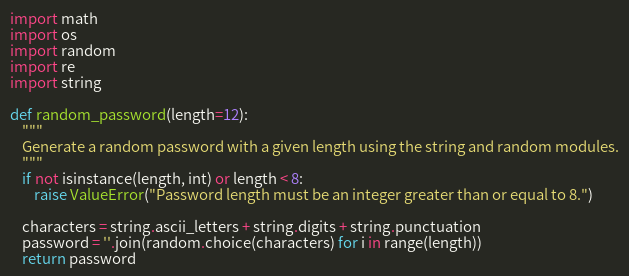 import math
import os
import random
import re
import string

def random_password(length=12):
    """
    Generate a random password with a given length using the string and random modules.
    """
    if not isinstance(length, int) or length < 8:
        raise ValueError("Password length must be an integer greater than or equal to 8.")

    characters = string.ascii_letters + string.digits + string.punctuation
    password = ''.join(random.choice(characters) for i in range(length))
    return password